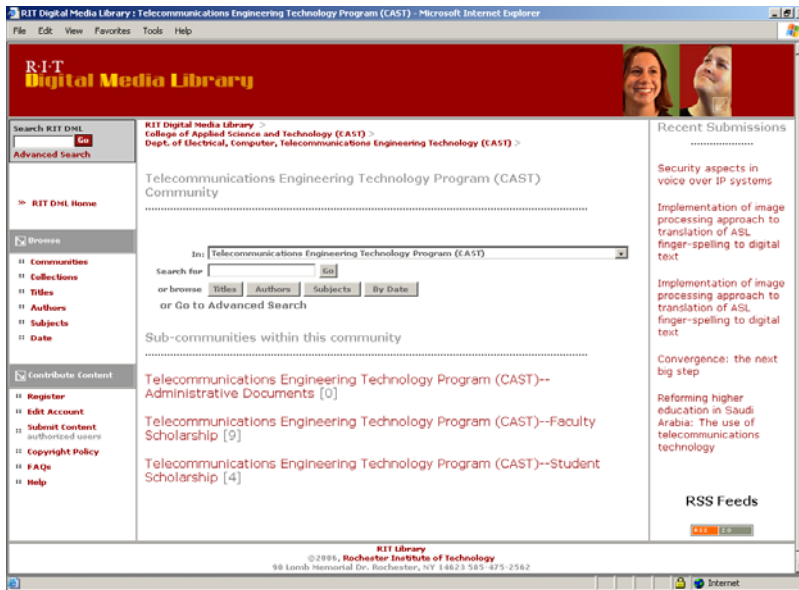 RIT Digital Media Library : Telecommunications Engineering Technology Program (CAST) - Microsoft Internet Explorer
File Edit View Favorites Tools Help
R·I·T
Digital Media Library
Search RIT DML
Go
Advanced Search
RIT DML Home
Browse
Communities
Collections
Titles
Authors
Subjects
Date
Contribute Content
Register
Edit Account
Submit Content
authorized users
Copyright Policy
FAQs
Help
RIT Digital Media Library >
College of Applied Science and Technology (CAST) >
Dept. of Electrical, Computer, Telecommunications Engineering Technology (CAST) >
Telecommunications Engineering Technology Program (CAST)
Community
In: Telecommunications Engineering Technology Program (CAST)
Search for Go
or browse Titles Authors Subjects By Date
or Go to Advanced Search
Sub-communities within this community
Telecommunications Engineering Technology Program (CAST)--
Administrative Documents [0]
Telecommunications Engineering Technology Program (CAST)--Faculty
Scholarship [9]
Telecommunications Engineering Technology Program (CAST)--Student
Scholarship [4]
Recent Submissions
Security aspects in
voice over IP systems
Implementation of image
processing approach to
translation of ASL
finger-spelling to digital
text
Implementation of image
processing approach to
translation of ASL
finger-spelling to digital
text
Convergence: the next
big step
Reforming higher
education in Saudi
Arabia: The use of
telecommunications
technology
RSS Feeds
RSS 2.0
RIT Library
©2006, Rochester Institute of Technology
90 Lomb Memorial Dr. Rochester, NY 14623 585-475-2562
Internet